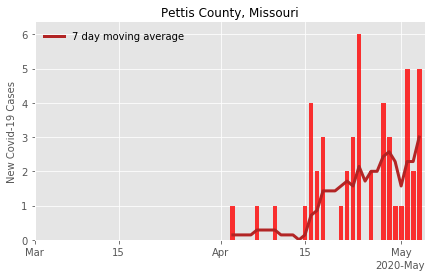 Pettis County, Missouri
7 day moving average
New Covid-19 Cases
6
5
4
3
2
1
0
Mar 15 Apr 15 May
2020-May